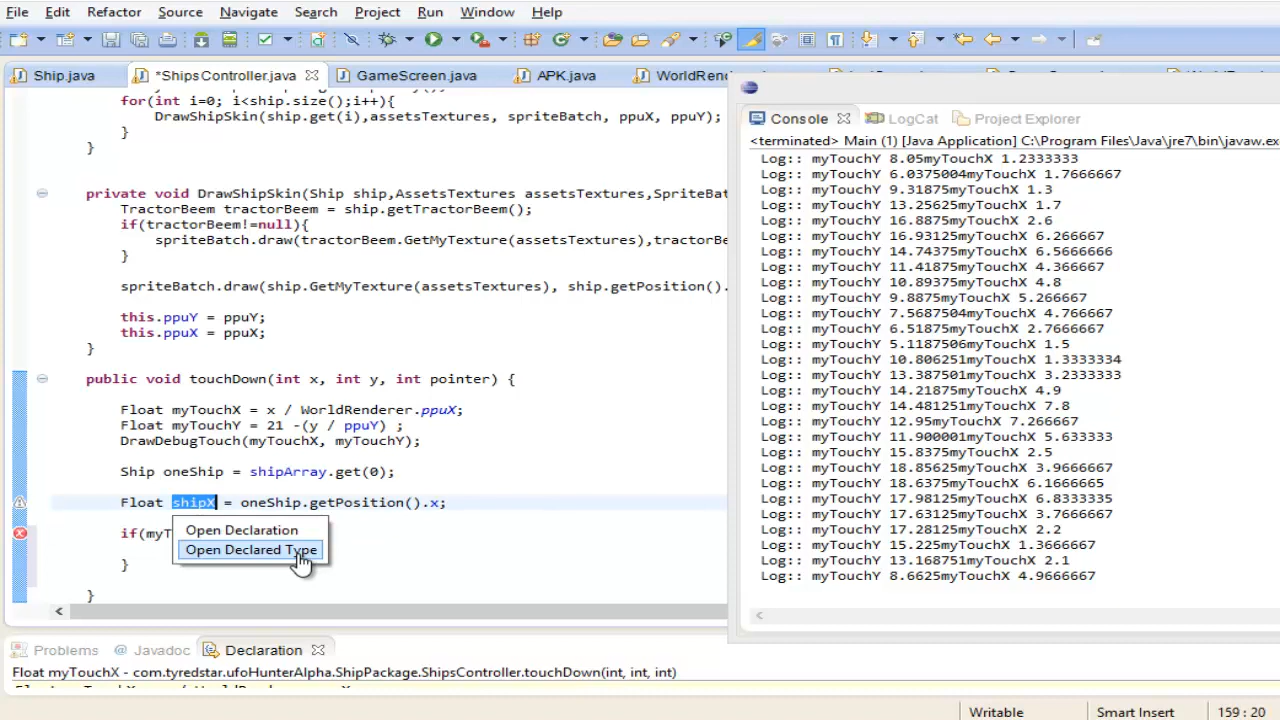 File Edit Refactor Source Navigate Search Project Run Window Help
Ship.java *ShipsController.java GameScreen.java APK.java WorldRen
for(int i=0; i<ship.size();i++){
DrawShipSkin(ship.get(i),assetsTextures, spriteBatch, ppuX, ppuY);
}
}
private void DrawShipSkin(Ship ship,AssetsTextures assetsTextures,SpriteBat
TractorBeem tractorBeem = ship.getTractorBeem();
if(tractorBeem!=null){
spriteBatch.draw(tractorBeem.GetMyTexture(assetsTextures),tractorBe
}
spriteBatch.draw(ship.GetMyTexture(assetsTextures), ship.getPosition().
this.ppuY = ppuY;
this.ppuX = ppuX;
}
public void touchDown(int x, int y, int pointer) {
Float myTouchX = x / WorldRenderer.ppuX;
Float myTouchY = 21 -(y / ppuY) ;
DrawDebugTouch(myTouchX, myTouchY);
Ship oneShip = shipArray.get(0);
Float shipX = oneShip.getPosition().x;
if(myT
Open Declaration
Open Declared Type
}
}
Console LogCat Project Explorer
<terminated> Main (1) [Java Application] C:\Program Files\Java\jre7\bin\javaw.ex
Log:: myTouchY 8.05myTouchX 1.2333333
Log:: myTouchY 6.0375004myTouchX 1.7666667
Log:: myTouchY 9.31875myTouchX 1.3
Log:: myTouchY 13.25625myTouchX 1.7
Log:: myTouchY 16.8875myTouchX 2.6
Log:: myTouchY 16.93125myTouchX 6.266667
Log:: myTouchY 14.74375myTouchX 6.5666666
Log:: myTouchY 11.41875myTouchX 4.366667
Log:: myTouchY 10.89375myTouchX 4.8
Log:: myTouchY 9.8875myTouchX 5.266667
Log:: myTouchY 7.5687504myTouchX 4.766667
Log:: myTouchY 6.51875myTouchX 2.7666667
Log:: myTouchY 5.1187506myTouchX 1.5
Log:: myTouchY 10.806251myTouchX 1.3333334
Log:: myTouchY 13.387501myTouchX 3.2333333
Log:: myTouchY 14.21875myTouchX 4.9
Log:: myTouchY 14.481251myTouchX 7.8
Log:: myTouchY 12.95myTouchX 7.266667
Log:: myTouchY 11.900001myTouchX 5.633333
Log:: myTouchY 15.8375myTouchX 2.5
Log:: myTouchY 18.85625myTouchX 3.9666667
Log:: myTouchY 18.6375myTouchX 6.1666665
Log:: myTouchY 17.98125myTouchX 6.8333335
Log:: myTouchY 17.63125myTouchX 3.7666667
Log:: myTouchY 17.28125myTouchX 2.2
Log:: myTouchY 15.225myTouchX 1.3666667
Log:: myTouchY 13.168751myTouchX 2.1
Log:: myTouchY 8.6625myTouchX 4.9666667
Problems Javadoc Declaration
Float myTouchX - com.tyredstar.ufoHunterAlpha.ShipPackage.ShipsController.touchDown(int, int, int)
Writable Smart Insert 159 : 20